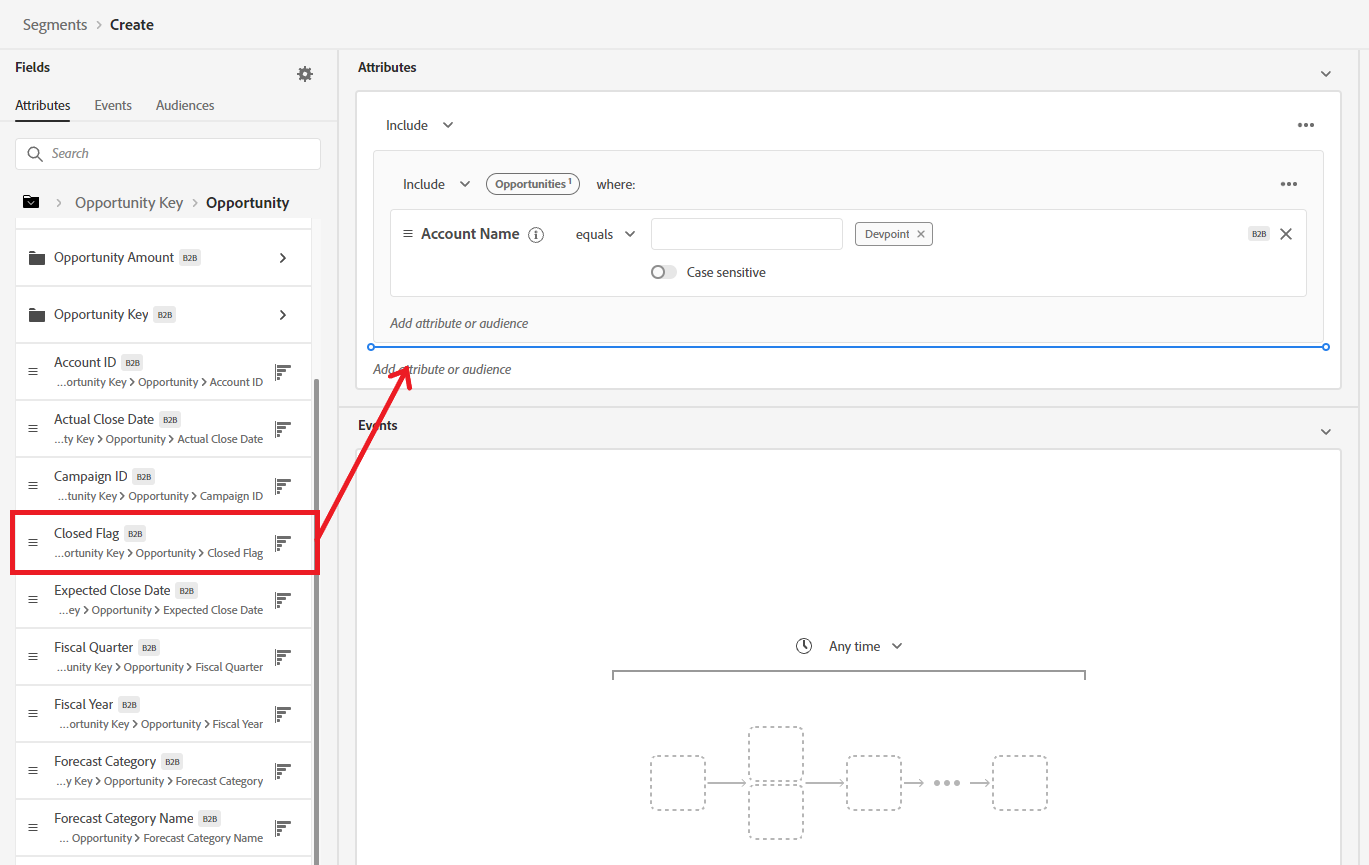 Segments > Create
Fields
Attributes Events Audiences
Search
> Opportunity Key > Opportunity
Opportunity Amount B2B
Opportunity Key B2B
Account ID B2B
...ortunity Key > Opportunity > Account ID
Actual Close Date B2B
...ty Key > Opportunity > Actual Close Date
Campaign ID B2B
...tunity Key > Opportunity > Campaign ID
Closed Flag B2B
...ortunity Key > Opportunity > Closed Flag
Expected Close Date B2B
...ey > Opportunity > Expected Close Date
Fiscal Quarter B2B
...unity Key > Opportunity > Fiscal Quarter
Fiscal Year B2B
...ortunity Key > Opportunity > Fiscal Year
Forecast Category B2B
...y Key > Opportunity > Forecast Category
Forecast Category Name B2B
... Opportunity > Forecast Category Name
Attributes
Include
Include Opportunities 1 where:
Account Name equals Devpoint B2B
Case sensitive
Add attribute or audience
Add attribute or audience
Events
Any time